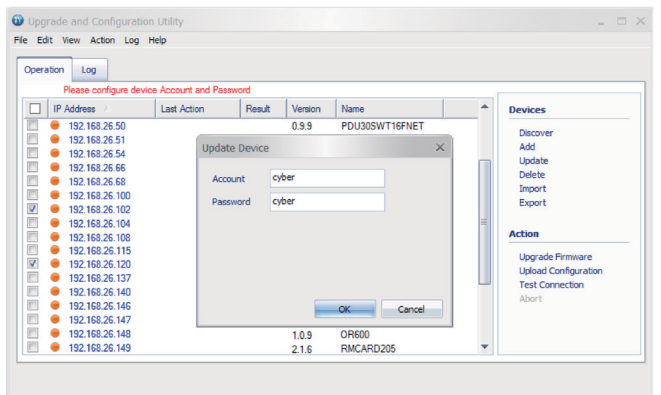 Upgrade and Configuration Utility
File Edit View Action Log Help
Operation Log
Please configure device Account and Password
IP Address Last Action Result Version Name
192.168.26.50 0.9.9 PDU30SWT16FNET
192.168.26.51
192.168.26.54
192.168.26.66
192.168.26.68
192.168.26.100
192.168.26.102
192.168.26.104
192.168.26.108
192.168.26.115
192.168.26.120
192.168.26.137
192.168.26.140
192.168.26.146
192.168.26.147
192.168.26.148 1.0.9 OR600
192.168.26.149 2.1.6 RMCARD205
Update Device
Account cyber
Password cyber
OK Cancel
Devices
Discover
Add
Update
Delete
Import
Export
Action
Upgrade Firmware
Upload Configuration
Test Connection
Abort